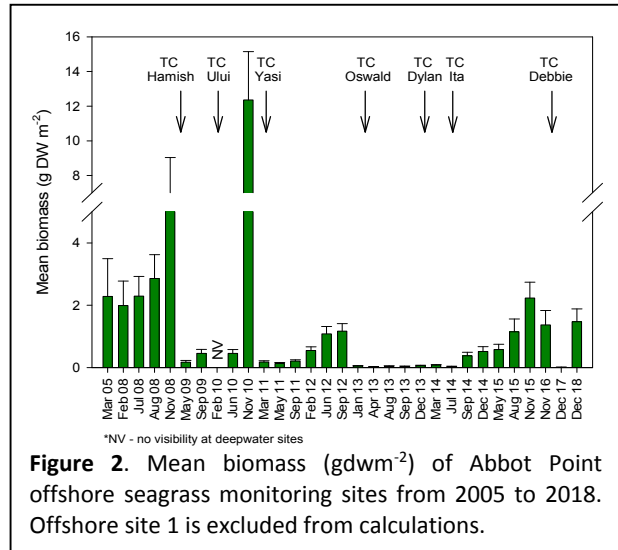 16
14
12
10
8
4
2
0
Mean biomass (g DW m-2)
TC Hamish
TC Ului
TC Yasi
TC Oswald
TC Dylan
TC Ita
TC Debbie
NV
Mar 05
Feb 08
Jul 08
Aug 08
Nov 08
May 09
Sep 09
Feb 10
Jun 10
Nov 10
Mar 11
May 11
Sep 11
Feb 12
Jun 12
Sep 12
Jan 13
Apr 13
Jun 13
Sep 13
Dec 13
Mar 14
Jul 14
Sep 14
Dec 14
May 15
Aug 15
Nov 15
Nov 16
Dec 17
Dec 18
*NV - no visibility at deepwater sites
Figure 2. Mean biomass (gdwm-2) of Abbot Point
offshore seagrass monitoring sites from 2005 to 2018.
Offshore site 1 is excluded from calculations.